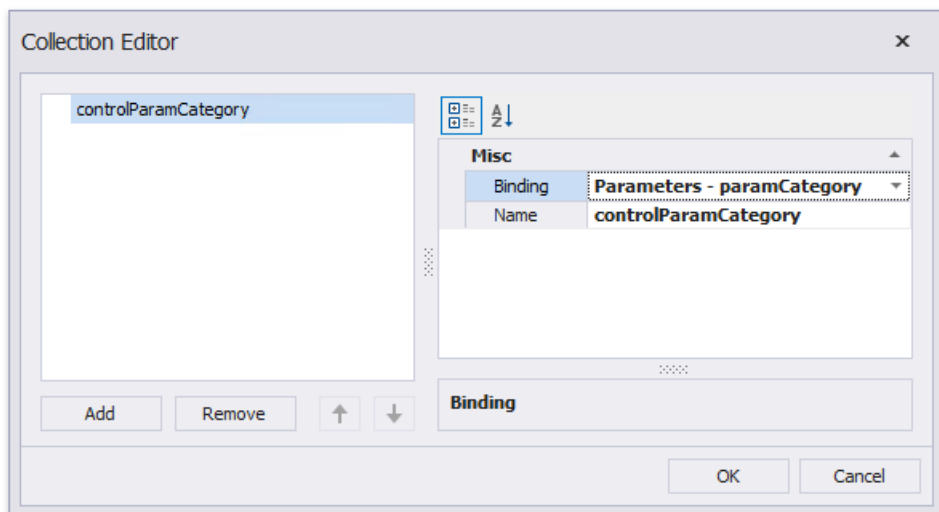 Collection Editor
controlParamCategory
Misc
Binding Parameters - paramCategory
Name controlParamCategory
Add Remove
Binding
OK Cancel